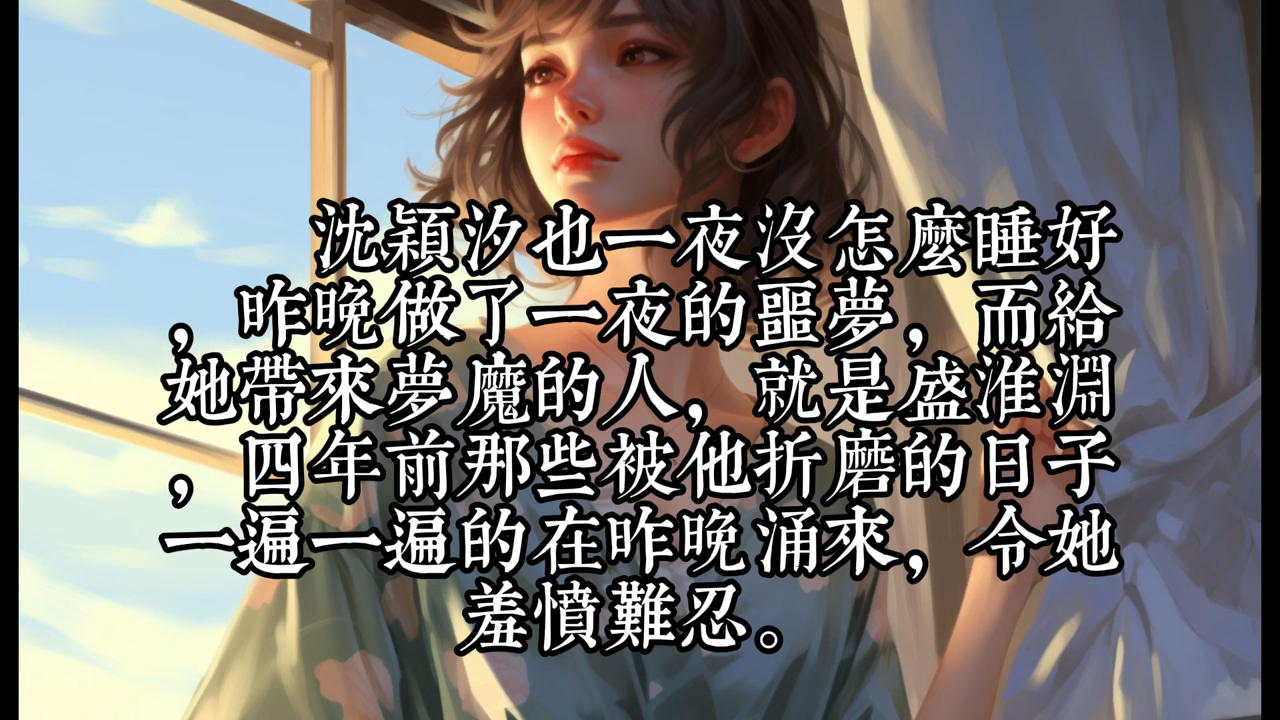 沈穎汐也一夜沒怎麼睡好
，昨晚做了一夜的噩夢，而給
她帶來夢魔的人，就是盛淮淵
，四年前那些被他折磨的日子
一遍一遍的在昨晚涌來，令她
羞憤難忍。